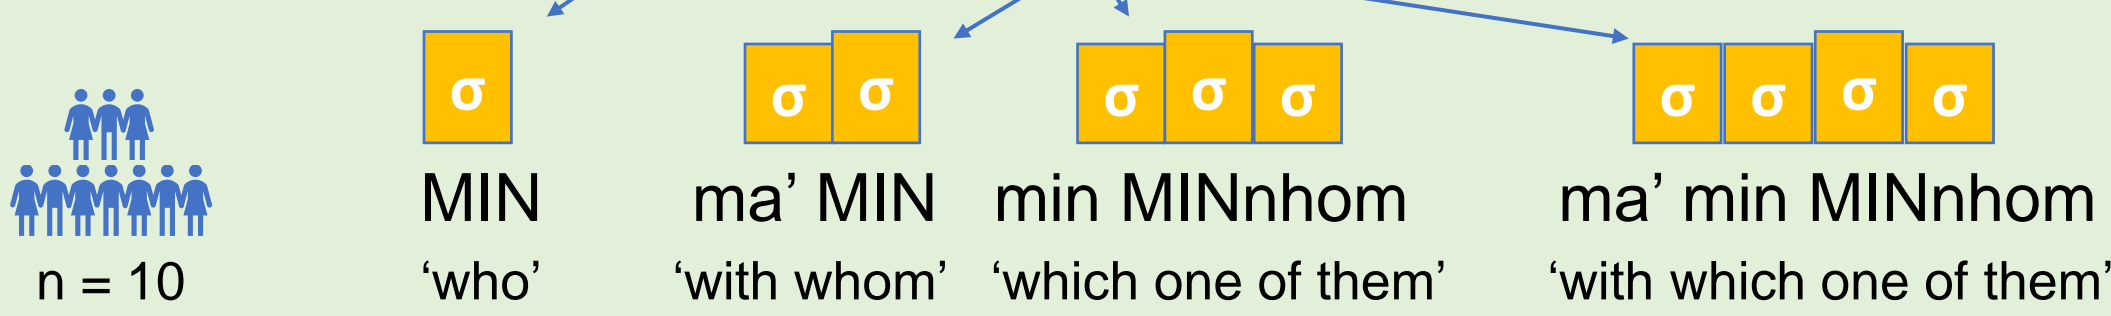 σ σ σ σ σ σ σ σ σ σ
MIN ma’ MIN min MINnhom ma’ min MINnhom
n = 10 ‘who’ ‘with whom’ ‘which one of them’ ‘with which one of them’